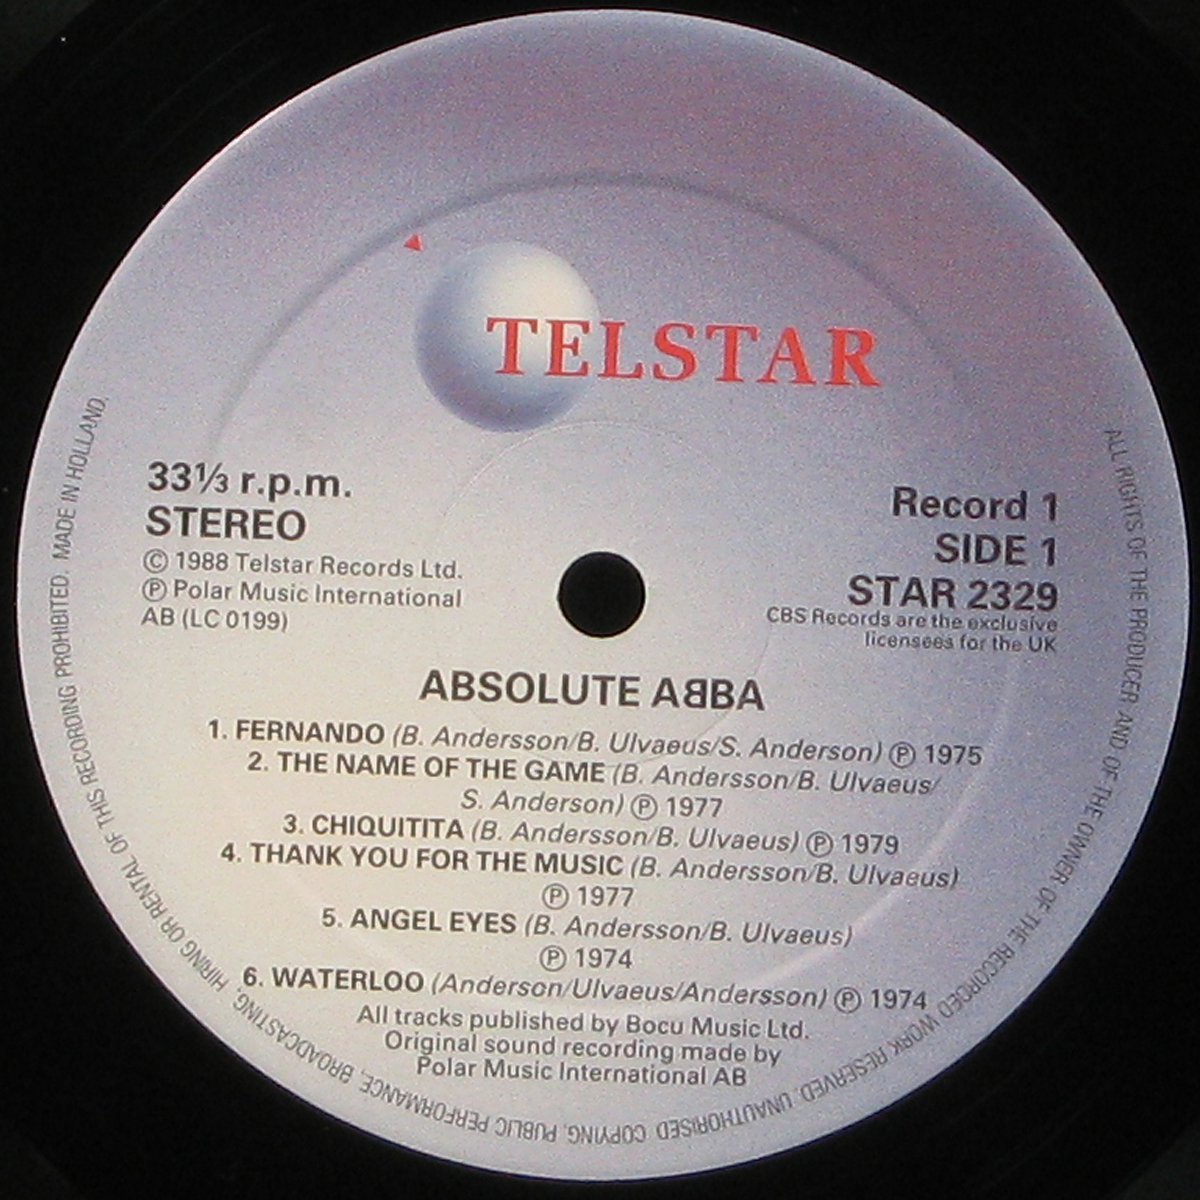 TELSTAR
33⅓ r.p.m.
STEREO
© 1988 Telstar Records Ltd.
℗ Polar Music International
AB (LC 0199)
Record 1
SIDE 1
STAR 2329
CBS Records are the exclusive
licensees for the UK
ABSOLUTE AᗺBA
1. FERNANDO (B. Andersson/B. Ulvaeus/S. Anderson) ℗ 1975
2. THE NAME OF THE GAME (B. Andersson/B. Ulvaeus/
S. Anderson) ℗ 1977
3. CHIQUITITA (B. Andersson/B. Ulvaeus) ℗ 1979
4. THANK YOU FOR THE MUSIC (B. Andersson/B. Ulvaeus)
℗ 1977
5. ANGEL EYES (B. Andersson/B. Ulvaeus)
℗ 1974
6. WATERLOO (Anderson/Ulvaeus/Andersson) ℗ 1974
All tracks published by Bocu Music Ltd.
Original sound recording made by
Polar Music International AB
ALL RIGHTS OF THE PRODUCER AND OF THE OWNER OF THE RECORDED WORK RESERVED. UNAUTHORISED COPYING, PUBLIC PERFORMANCE, BROADCASTING, HIRING OR RENTAL OF THIS RECORDING PROHIBITED. MADE IN HOLLAND.